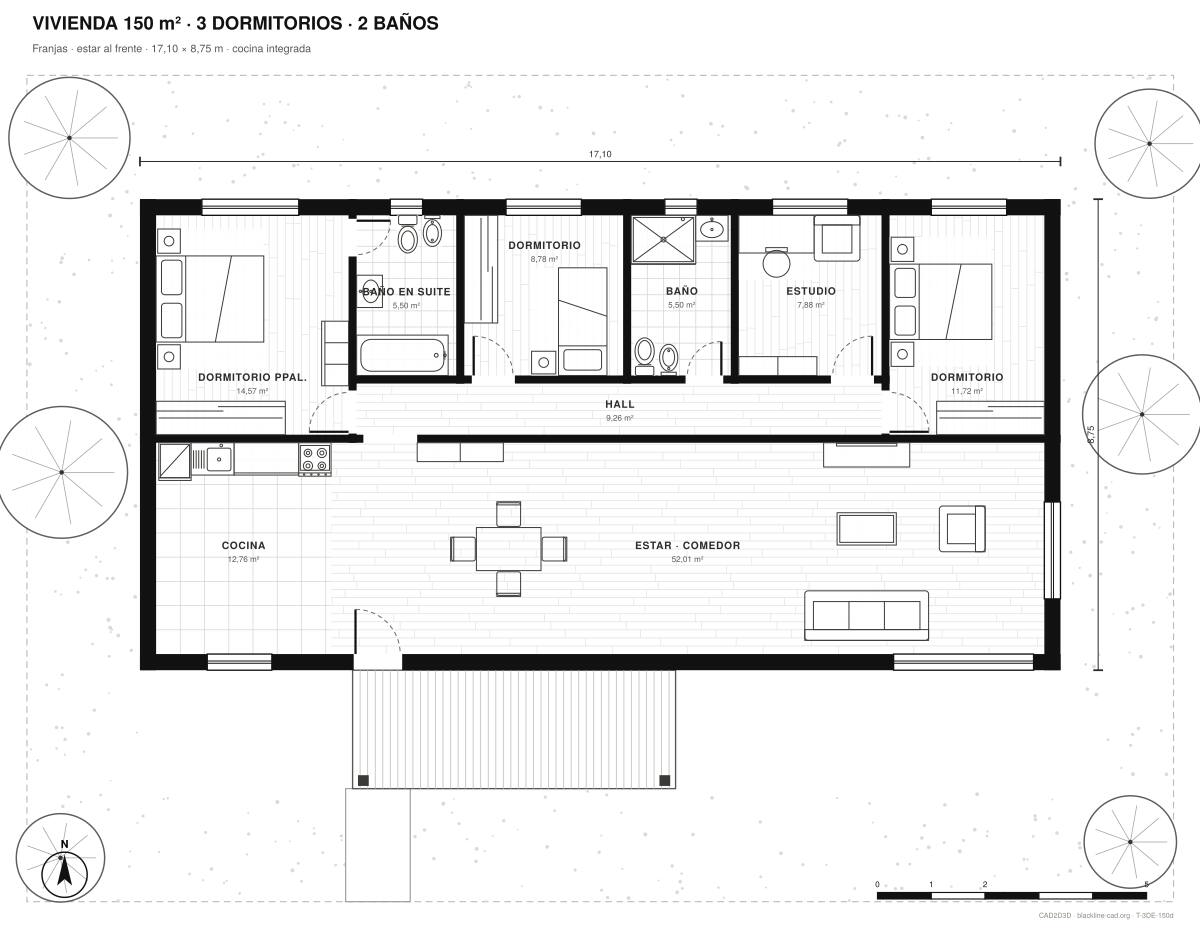 VIVIENDA 150 m² · 3 DORMITORIOS · 2 BAÑOS
Franjas · estar al frente · 17,10 × 8,75 m · cocina integrada
17,10
DORMITORIO
8,78 m²
BAÑO EN SUITE
5,50 m²
BAÑO
5,50 m²
ESTUDIO
7,88 m²
DORMITORIO PPAL.
14,57 m²
DORMITORIO
11,72 m²
HALL
9,26 m²
8,75
COCINA
12,76 m²
ESTAR · COMEDOR
52,01 m²
N
0 1 2 5
CAD2D3D · blackline-cad.org · T-3DE-150d